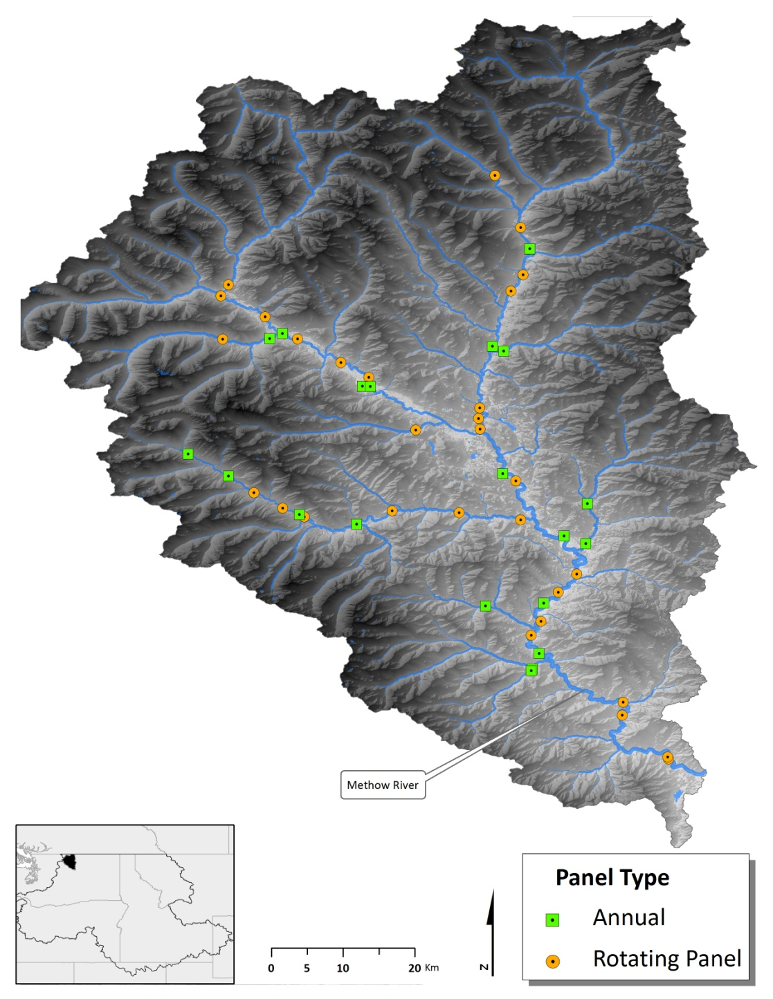 Methow River
Panel Type
Annual
Rotating Panel
0 5 10 20 Km
N